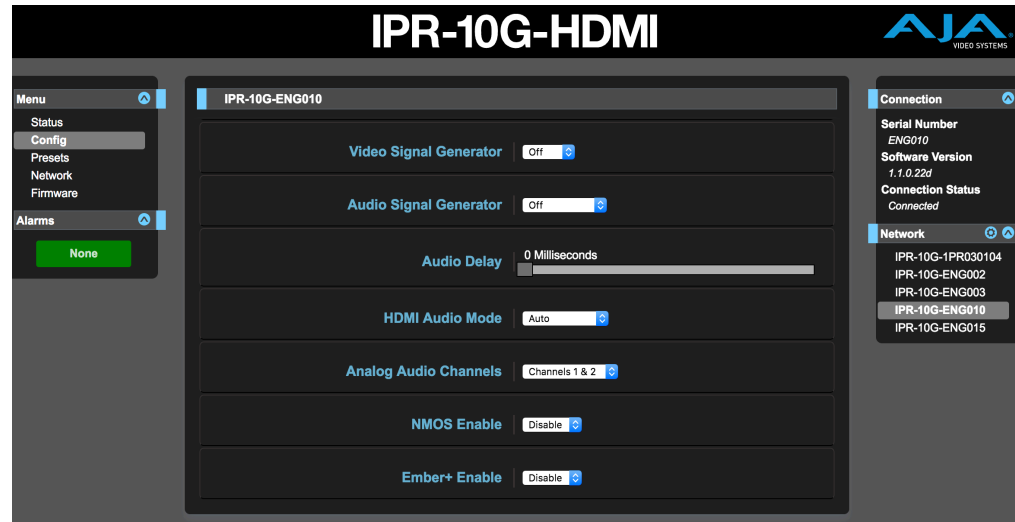 IPR-10G-HDMI
AJA
VIDEO SYSTEMS
Menu
Status
Config
Presets
Network
Firmware
Alarms
None
IPR-10G-ENG010
Video Signal Generator Off
Audio Signal Generator Off
Audio Delay 0 Milliseconds
HDMI Audio Mode Auto
Analog Audio Channels Channels 1 & 2
NMOS Enable Disable
Ember+ Enable Disable
Connection
Serial Number
ENG010
Software Version
1.1.0.22d
Connection Status
Connected
Network
IPR-10G-1PR030104
IPR-10G-ENG002
IPR-10G-ENG003
IPR-10G-ENG010
IPR-10G-ENG015